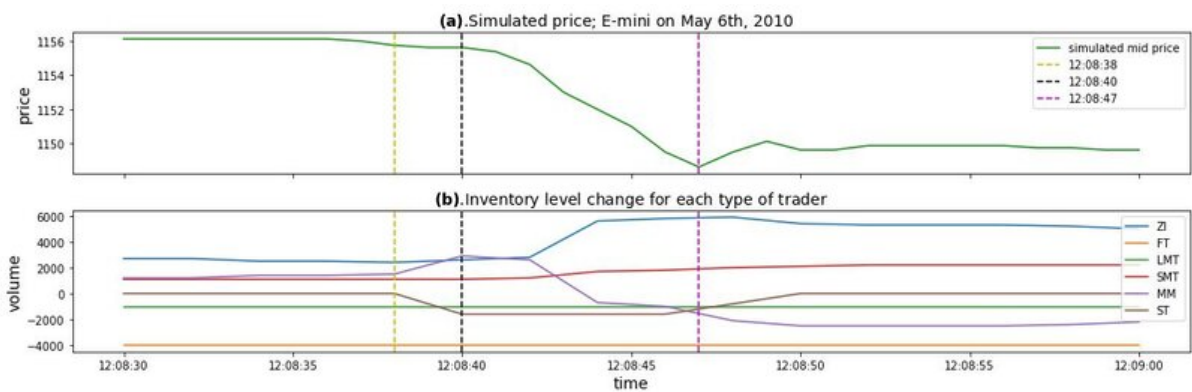 (a).Simulated price; E-mini on May 6th, 2010
price
1156
1154
1152
1150
simulated mid price
12:08:38
12:08:40
12:08:47
(b).Inventory level change for each type of trader
volume
6000
4000
2000
0
−2000
−4000
ZI
FT
LMT
SMT
MM
ST
12:08:30
12:08:35
12:08:40
12:08:45
12:08:50
12:08:55
12:09:00
time